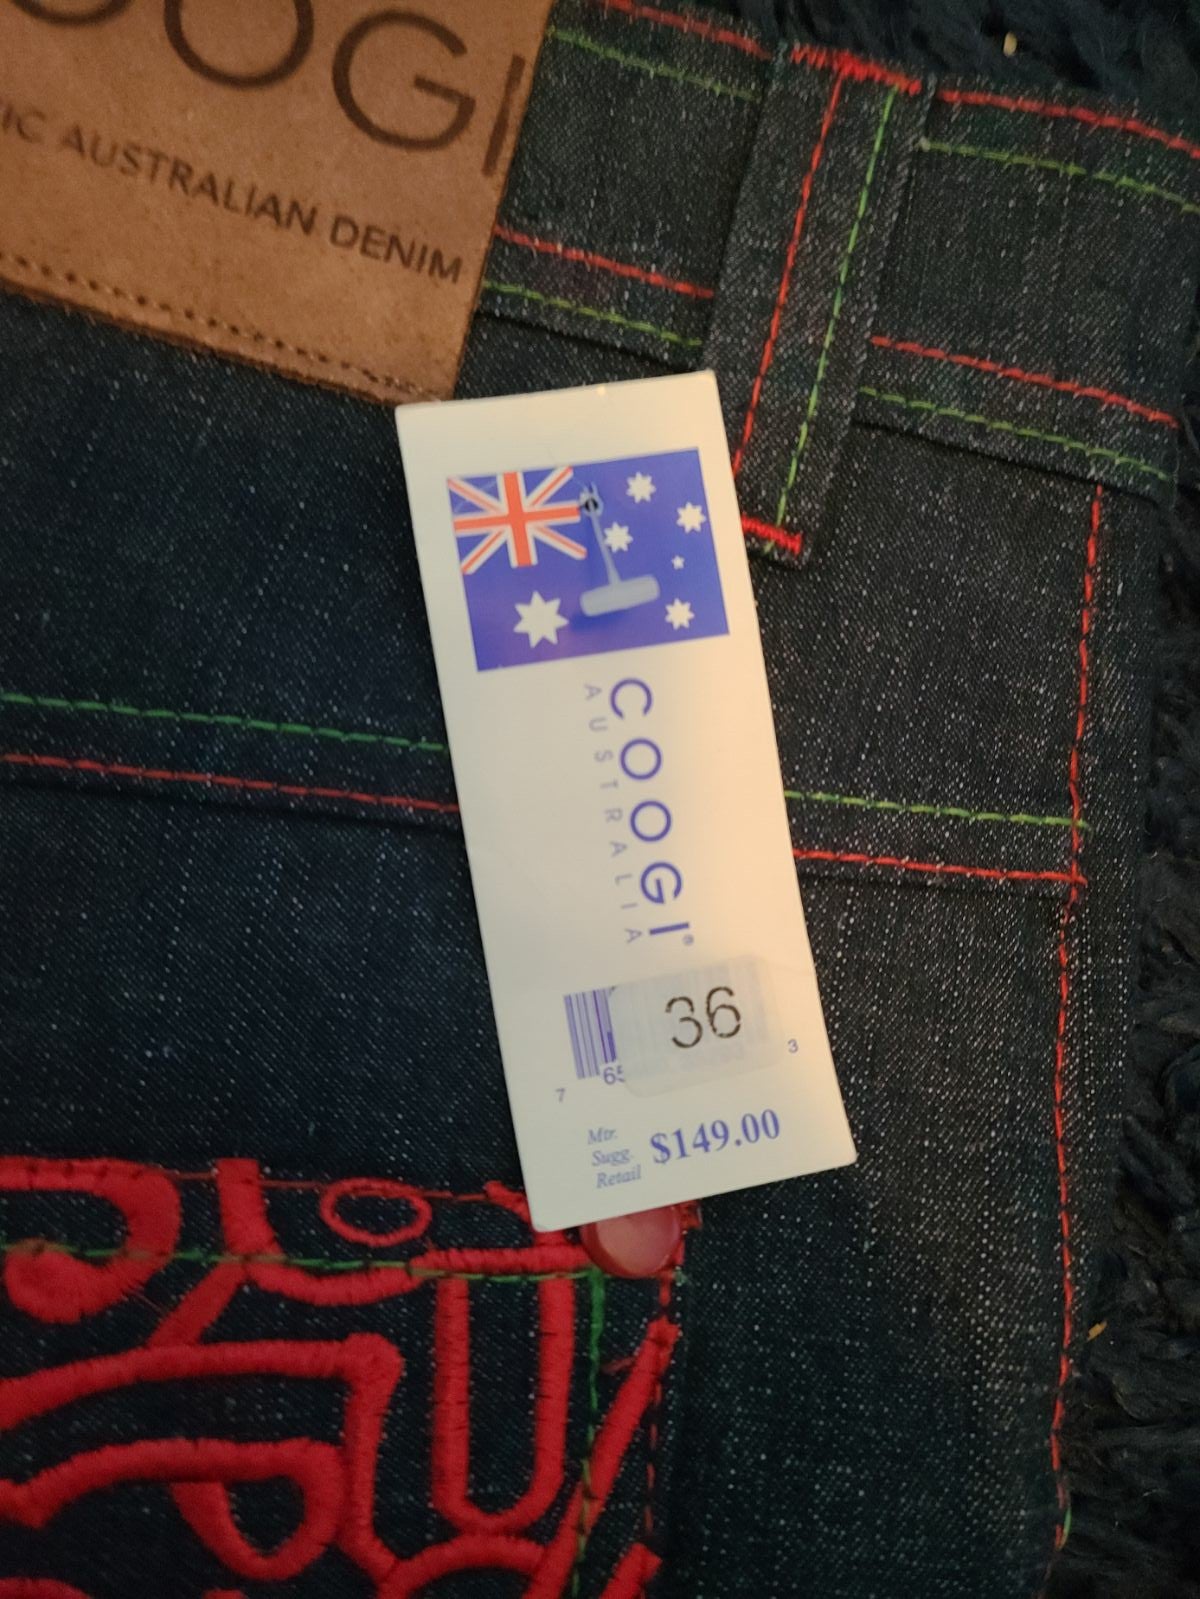 OOGI
IC AUSTRALIAN DENIM
COOGI®
AUSTRALIA
36
7 65 3
Mfr.
Sugg.
Retail
$149.00